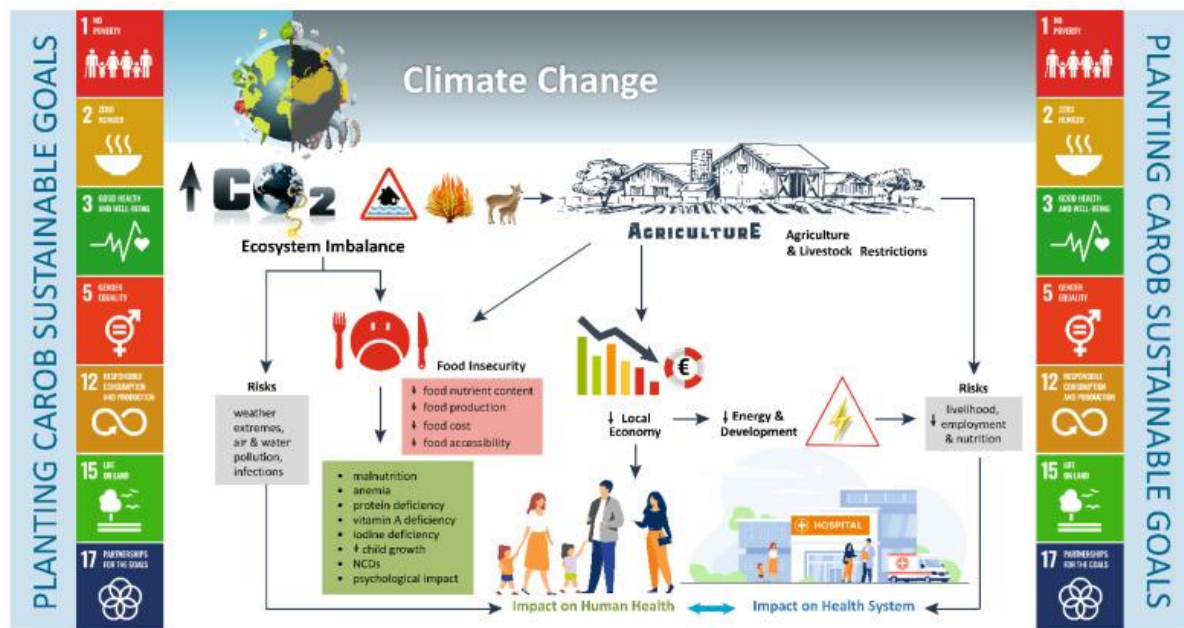 PLANTING CAROB SUSTAINABLE GOALS
1 NO
POVERTY
2 ZERO
HUNGER
3 GOOD HEALTH
AND WELL-BEING
5 GENDER
EQUALITY
12 RESPONSIBLE
CONSUMPTION
AND PRODUCTION
15 LIFE
ON LAND
17 PARTNERSHIPS
FOR THE GOALS
Climate Change
CO2
Ecosystem Imbalance
AGRICULTURE
Agriculture
& Livestock Restrictions
Risks
weather
extremes,
air & water
pollution,
infections
Food Insecurity
↓ food nutrient content
↓ food production
↓ food cost
↓ food accessibility
• malnutrition
• anemia
• protein deficiency
• vitamin A deficiency
• iodine deficiency
• ↓ child growth
• NCDs
• psychological impact
€
↓ Local
Economy
↓ Energy &
Development
Risks
livelihood,
↓ employment
& nutrition
HOSPITAL
Impact on Human Health
Impact on Health System
1 NO
POVERTY
2 ZERO
HUNGER
3 GOOD HEALTH
AND WELL-BEING
5 GENDER
EQUALITY
12 RESPONSIBLE
CONSUMPTION
AND PRODUCTION
15 LIFE
ON LAND
17 PARTNERSHIPS
FOR THE GOALS
PLANTING CAROB SUSTAINABLE GOALS